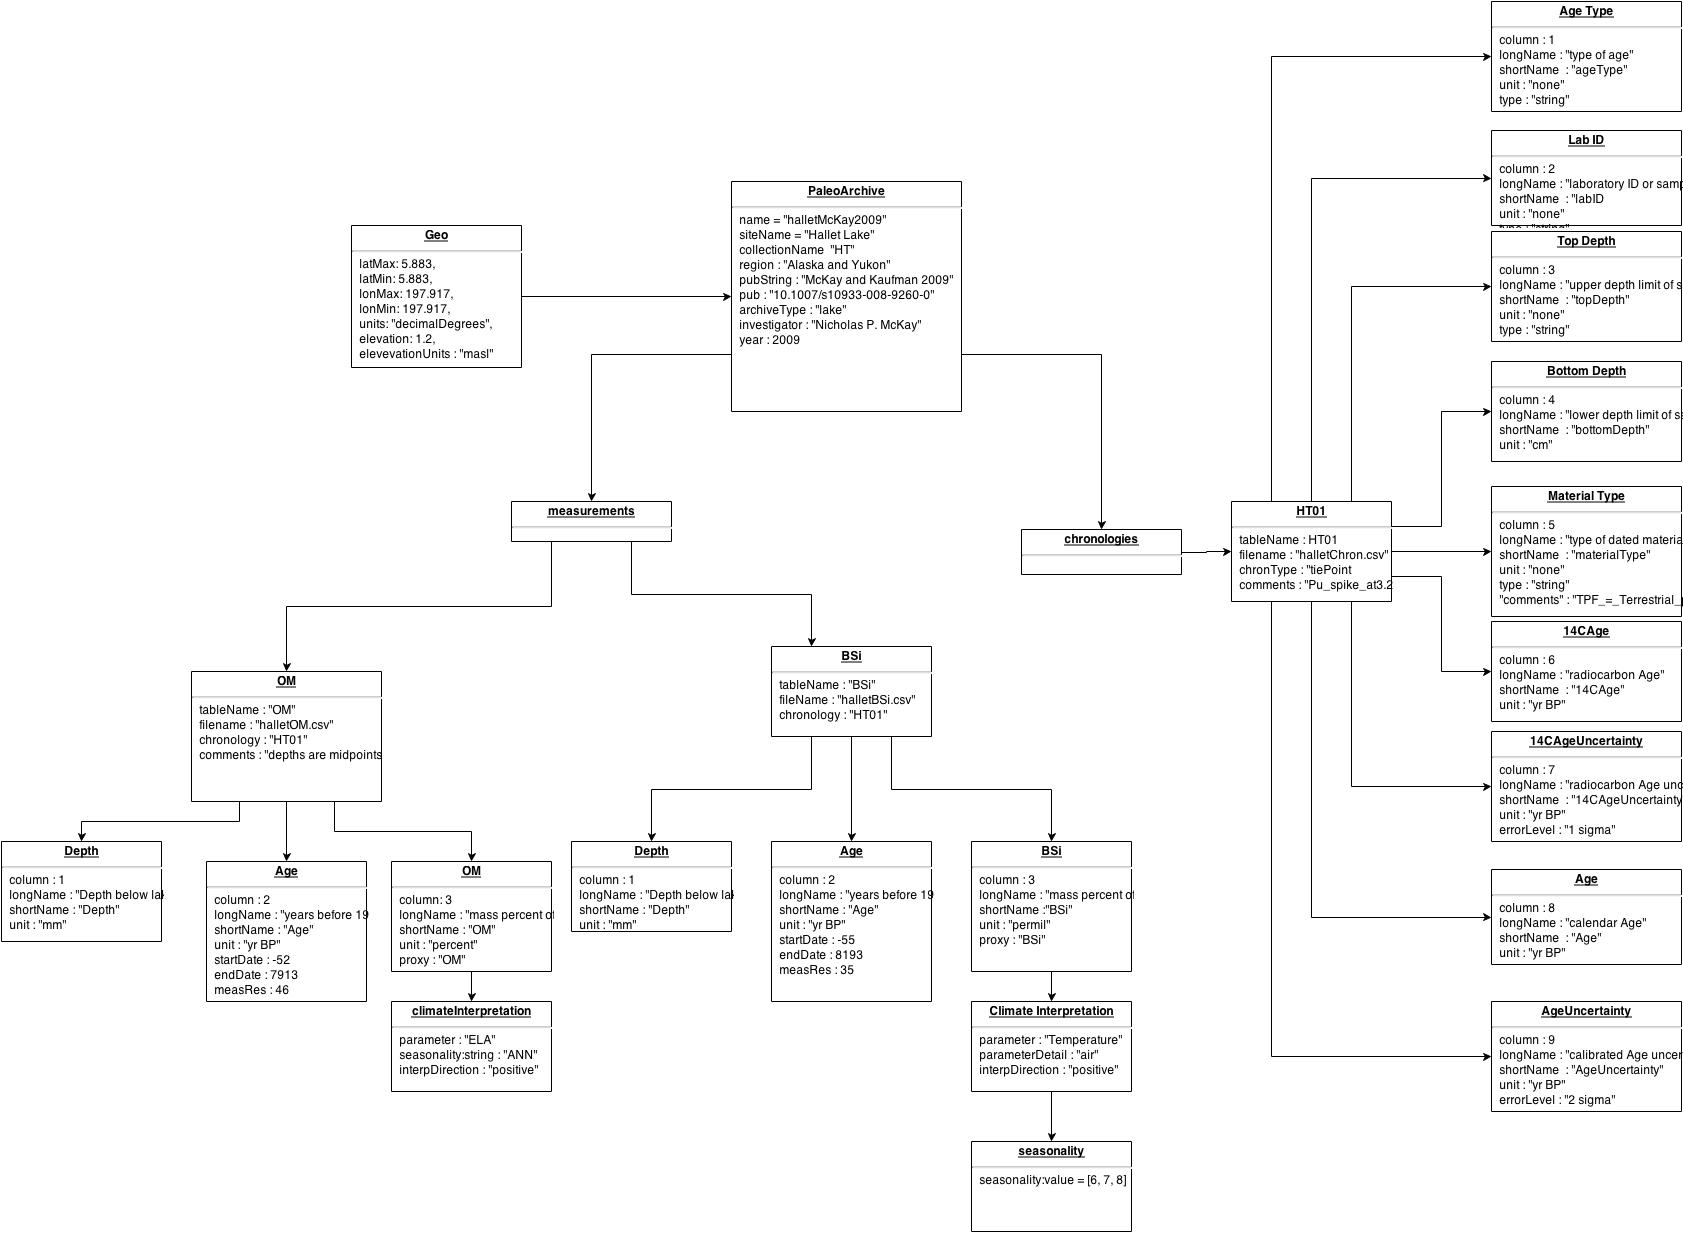 Age Type
column : 1
longName : "type of age"
shortName  : "ageType"
unit : "none"
type : "string"
Lab ID
column : 2
longName : "laboratory ID or samp
shortName  : "labID
unit : "none"
type : "string"
Top Depth
column : 3
longName : "upper depth limit of s
shortName  : "topDepth"
unit : "none"
type : "string"
Bottom Depth
column : 4
longName : "lower depth limit of sa
shortName  : "bottomDepth"
unit : "cm"
Material Type
column : 5
longName : "type of dated materia
shortName  : "materialType"
unit : "none"
type : "string"
"comments" : "TPF_=_Terrestrial_p
14CAge
column : 6
longName : "radiocarbon Age"
shortName  : "14CAge"
unit : "yr BP"
14CAgeUncertainty
column : 7
longName : "radiocarbon Age unc
shortName  : "14CAgeUncertainty
unit : "yr BP"
errorLevel : "1 sigma"
Age
column : 8
longName : "calendar Age"
shortName  : "Age"
unit : "yr BP"
AgeUncertainty
column : 9
longName : "calibrated Age uncer
shortName  : "AgeUncertainty"
unit : "yr BP"
errorLevel : "2 sigma"
PaleoArchive
name = "halletMcKay2009"
siteName = "Hallet Lake"
collectionName  "HT"
region : "Alaska and Yukon"
pubString : "McKay and Kaufman 2009"
pub : "10.1007/s10933-008-9260-0"
archiveType : "lake"
investigator : "Nicholas P. McKay"
year : 2009
Geo
latMax: 5.883,
latMin: 5.883,
lonMax: 197.917,
lonMin: 197.917,
units: "decimalDegrees",
elevation: 1.2,
elevevationUnits : "masl"
measurements
chronologies
HT01
tableName : HT01
filename : "halletChron.csv"
chronType : "tiePoint
comments : "Pu_spike_at3.2
OM
tableName : "OM"
filename : "halletOM.csv"
chronology : "HT01"
comments : "depths are midpoints
BSi
tableName : "BSi"
fileName : "halletBSi.csv"
chronology : "HT01"
Depth
column : 1
longName : "Depth below lak
shortName : "Depth"
unit : "mm"
Age
column : 2
longName : "years before 19
shortName : "Age"
unit : "yr BP"
startDate : -52
endDate : 7913
measRes : 46
OM
column: 3
longName : "mass percent of
shortName : "OM"
unit : "percent"
proxy : "OM"
climateInterpretation
parameter : "ELA"
seasonality:string : "ANN"
interpDirection : "positive"
Depth
column : 1
longName : "Depth below lak
shortName : "Depth"
unit : "mm"
Age
column : 2
longName : "years before 19
shortName : "Age"
unit : "yr BP"
startDate : -55
endDate : 8193
measRes : 35
BSi
column : 3
longName : "mass percent of
shortName :"BSi"
unit : "permil"
proxy : "BSi"
Climate Interpretation
parameter : "Temperature"
parameterDetail : "air"
interpDirection : "positive"
seasonality
seasonality:value = [6, 7, 8]